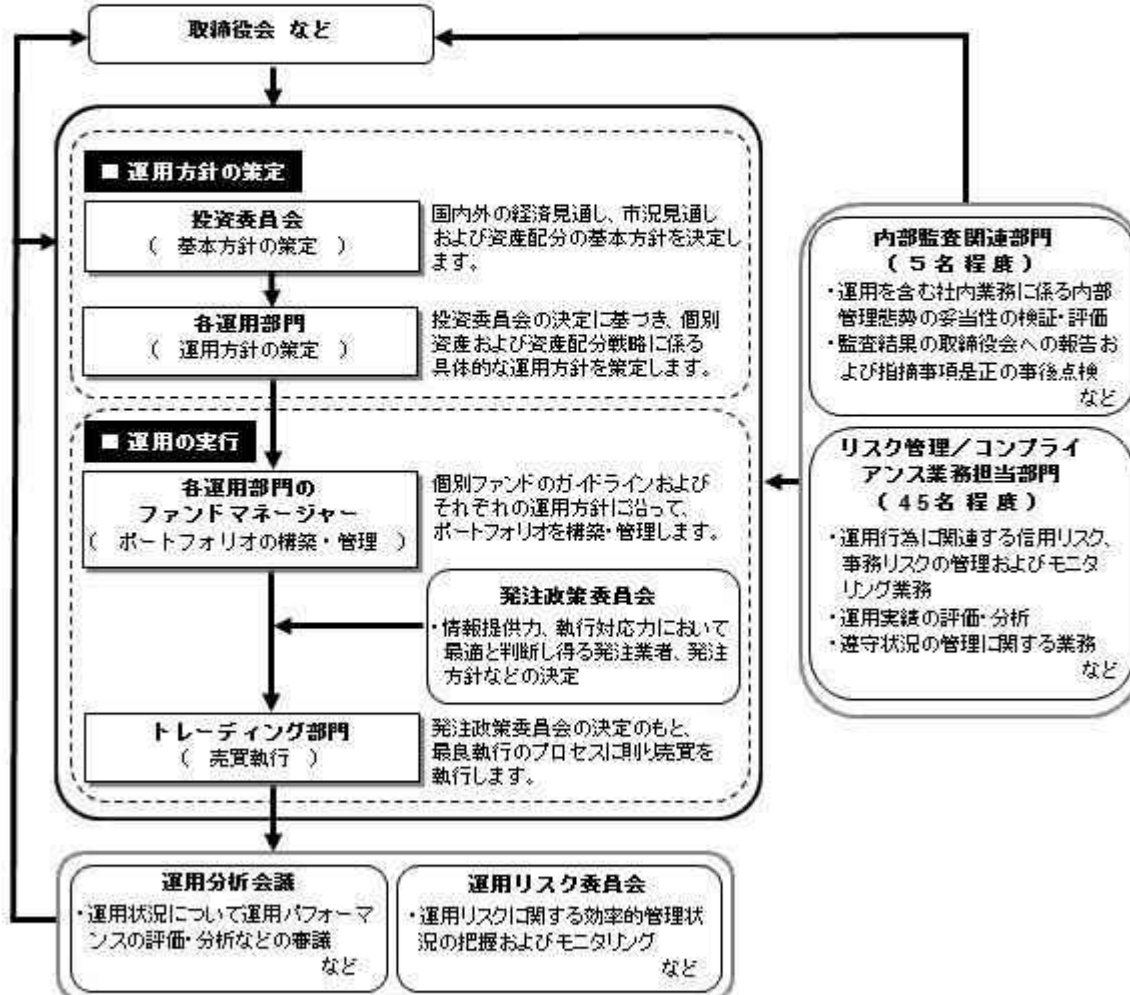 取締役会 など
■ 運用方針の策定
投資委員会
( 基本方針の策定 )
国内外の経済見通し、市況見通し
および資産配分の基本方針を決定し
ます。
各運用部門
( 運用方針の策定 )
投資委員会の決定に基づき、個別
資産および資産配分戦略に係る
具体的な運用方針を策定します。
■ 運用の実行
各運用部門の
ファンドマネージャー
( ポートフォリオの構築・管理 )
個別ファンドのガイドラインおよび
それぞれの運用方針に沿って、
ポートフォリオを構築・管理します。
発注政策委員会
・情報提供力、執行対応力において
最適と判断し得る発注業者、発注
方針などの決定
トレーディング部門
( 売買執行 )
発注政策委員会の決定のもと、
最良執行のプロセスに則り売買を
執行します。
内部監査関連部門
(5名程度)
・運用を含む社内業務に係る内部
管理態勢の妥当性の検証・評価
・監査結果の取締役会への報告お
よび指摘事項是正の事後点検
など
リスク管理/コンプライ
アンス業務担当部門
(45名程度)
・運用行為に関連する信用リスク、
事務リスクの管理およびモニタ
リング業務
・運用実績の評価・分析
・遵守状況の管理に関する業務
など
運用分析会議
・運用状況について運用パフォーマ
ンスの評価・分析などの審議
など
運用リスク委員会
・運用リスクに関する効率的管理状
況の把握およびモニタリング
など